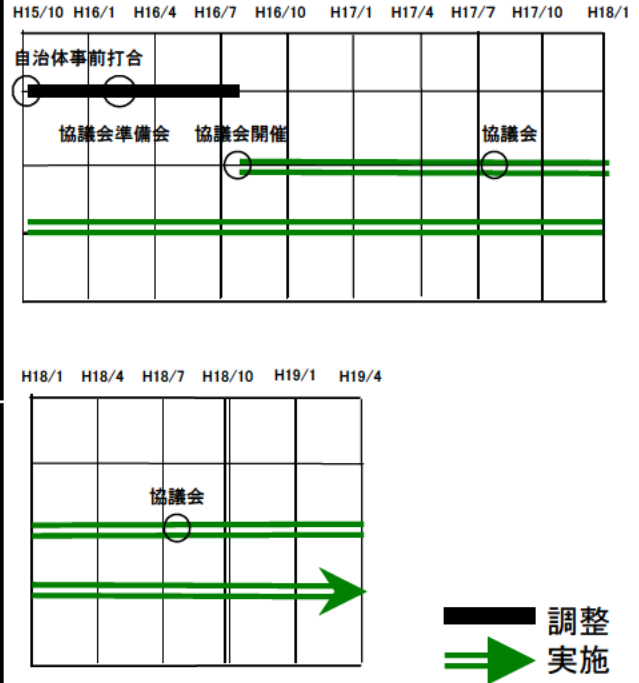 H15/10 H16/1 H16/4 H16/7 H16/10 H17/1 H17/4 H17/7 H17/10 H18/1
自治体事前打合
協議会準備会 協議会開催 協議会
H18/1 H18/4 H18/7 H18/10 H19/1 H19/4
協議会
調整
実施